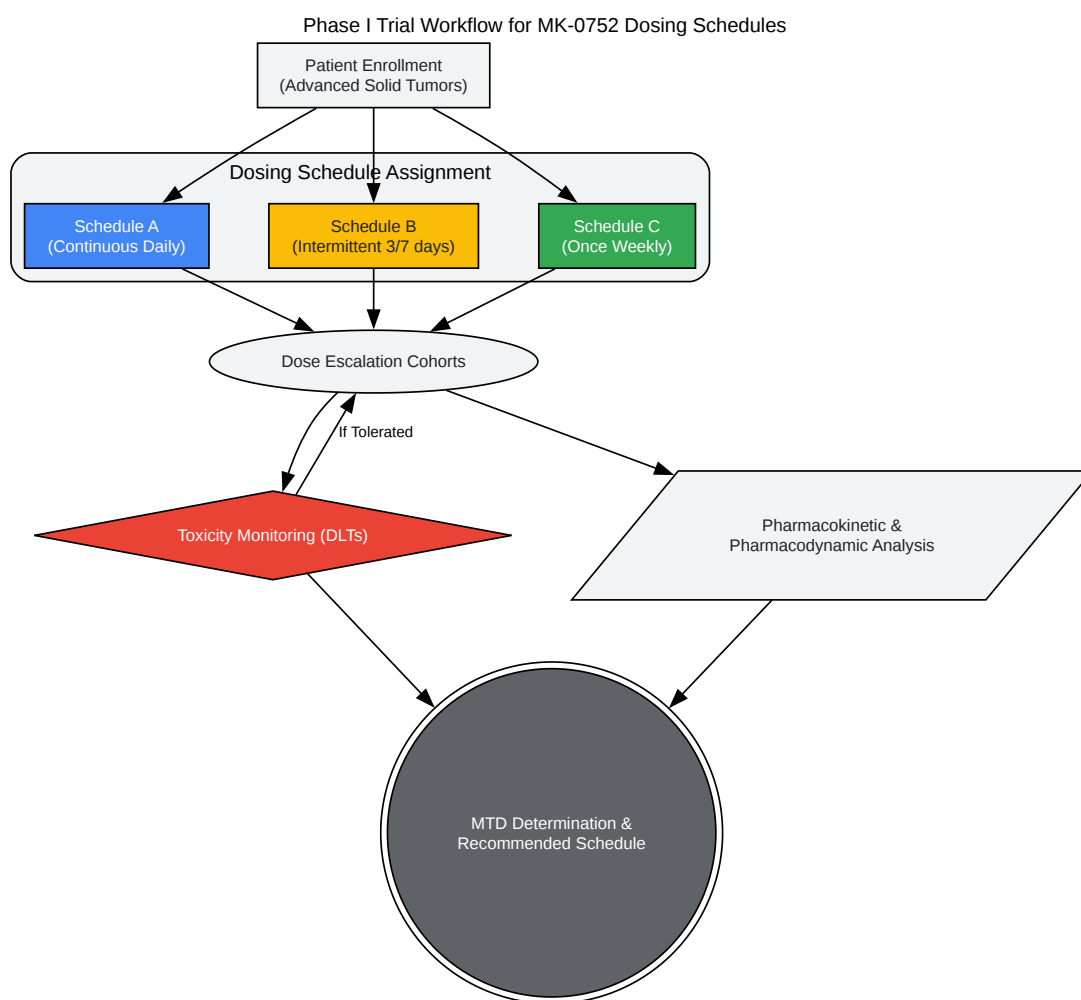 Phase I Trial Workflow for MK-0752 Dosing Schedules
Patient Enrollment
(Advanced Solid Tumors)
Dosing Schedule Assignment
Schedule A
(Continuous Daily)
Schedule B
(Intermittent 3/7 days)
Schedule C
(Once Weekly)
Dose Escalation Cohorts
If Tolerated
Toxicity Monitoring (DLTs)
Pharmacokinetic &
Pharmacodynamic Analysis
MTD Determination &
Recommended Schedule